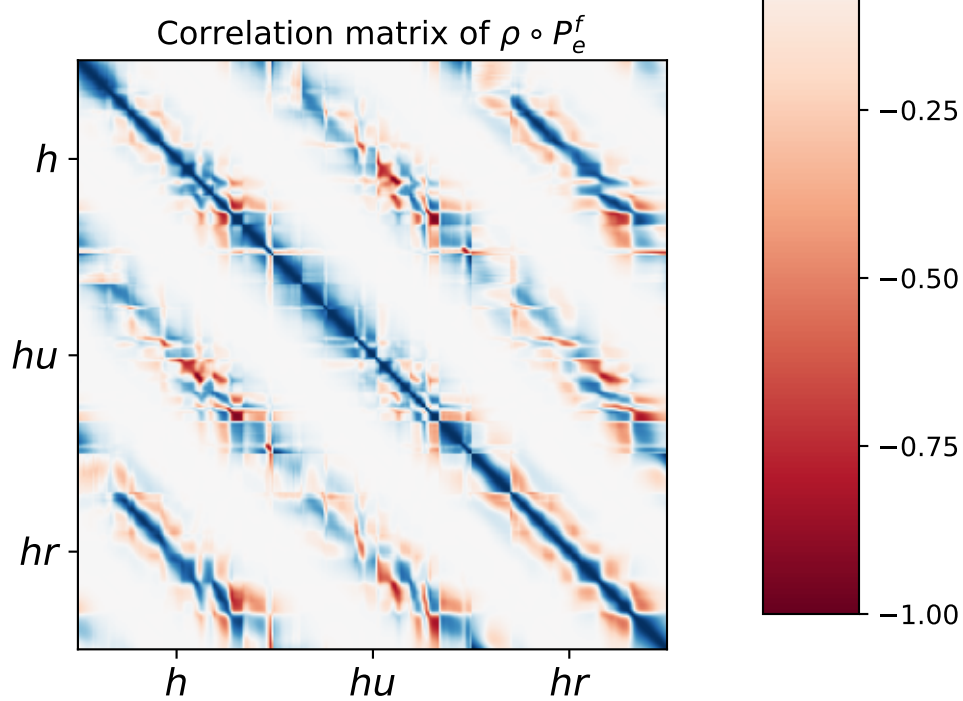 Correlation matrix of ρ ∘ P_e^f
h
hu
hr
h
hu
hr
−0.25
−0.50
−0.75
−1.00